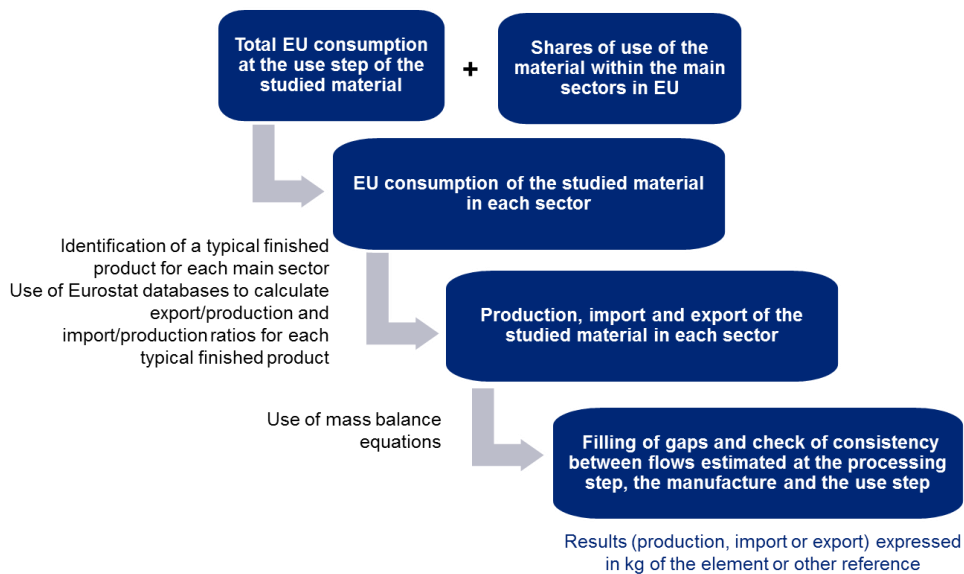 Total EU consumption
at the use step of the
studied material
+
Shares of use of the
material within the main
sectors in EU
EU consumption of the studied material
in each sector
Identification of a typical finished
product for each main sector
Use of Eurostat databases to calculate
export/production and
import/production ratios for each
typical finished product
Production, import and export of the
studied material in each sector
Use of mass balance
equations
Filling of gaps and check of consistency
between flows estimated at the processing
step, the manufacture and the use step
Results (production, import or export) expressed
in kg of the element or other reference